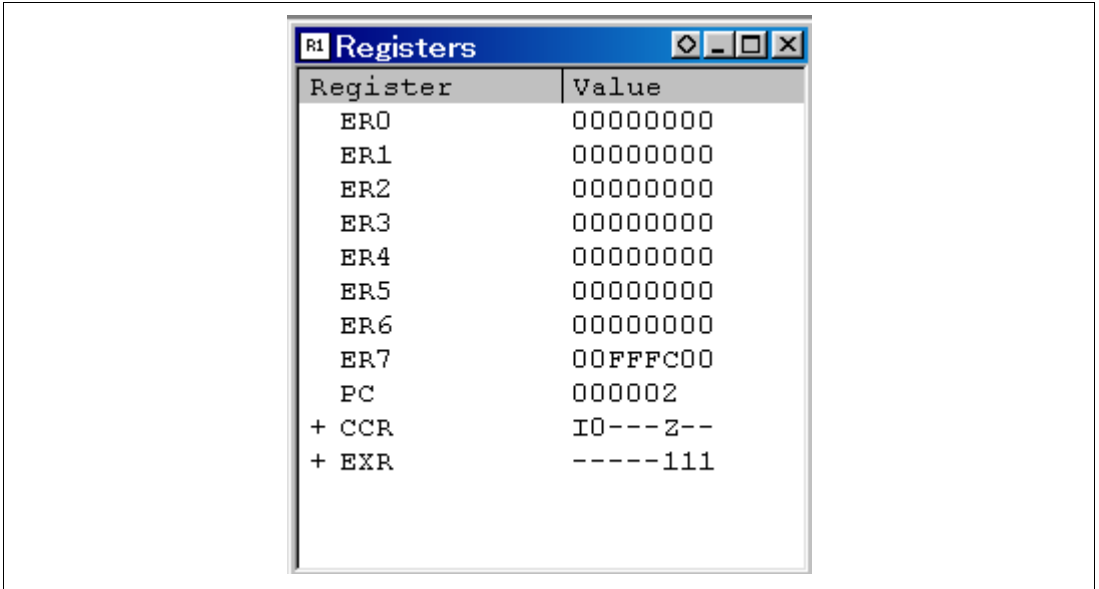 R1 Registers
Register Value
ER0 00000000
ER1 00000000
ER2 00000000
ER3 00000000
ER4 00000000
ER5 00000000
ER6 00000000
ER7 00FFFC00
PC 000002
+ CCR I0---Z--
+ EXR -----111